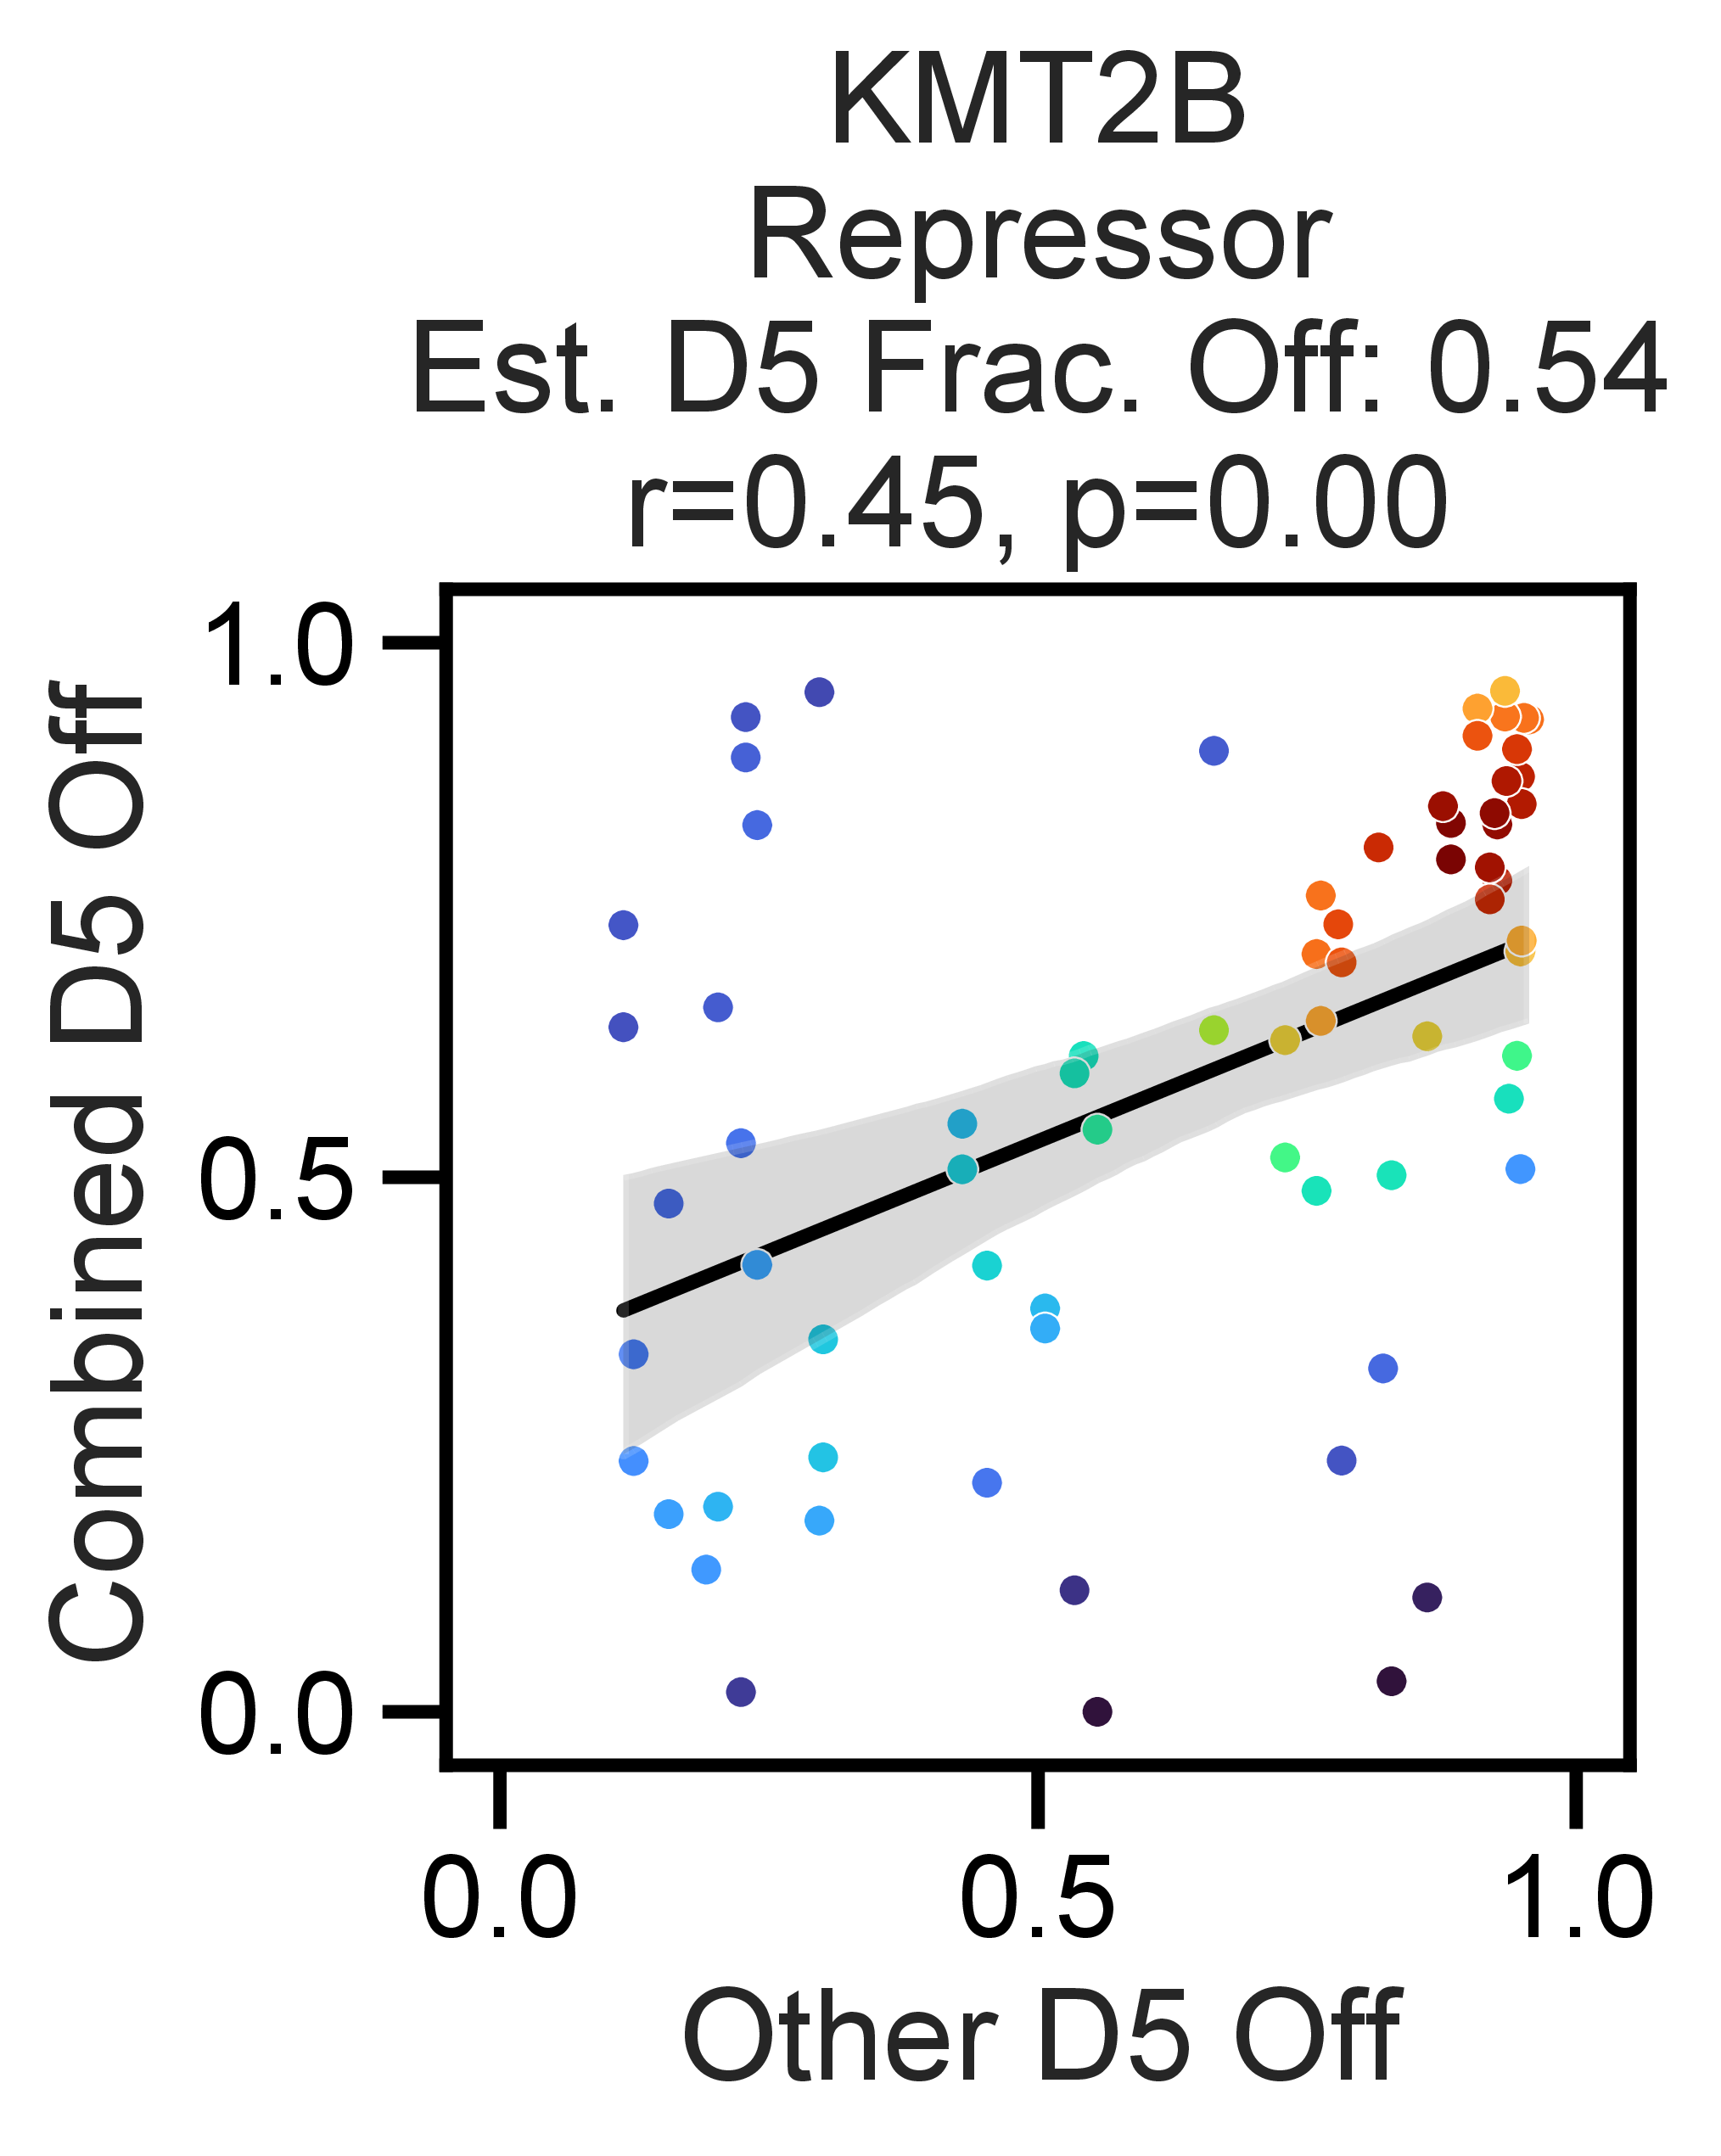 KMT2B
Repressor
Est. D5 Frac. Off: 0.54
r=0.45, p=0.00
1.0
0.5
0.0
Combined D5 Off
0.0 0.5 1.0
Other D5 Off